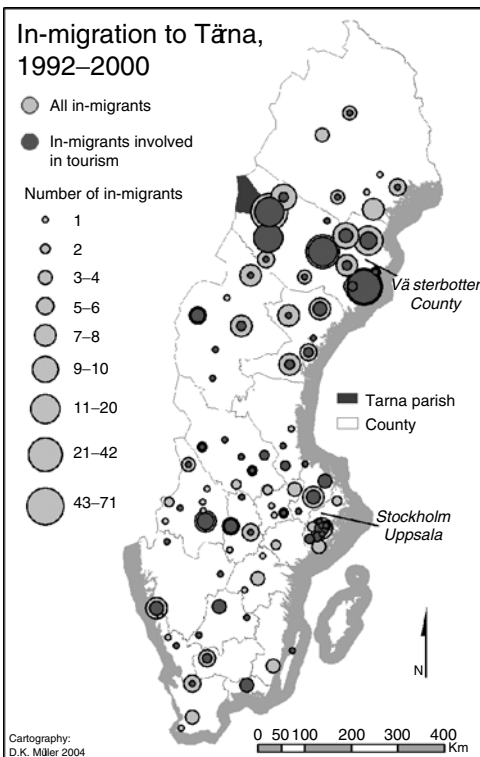 In-migration to Tärna,
1992–2000
All in-migrants
In-migrants involved
in tourism
Number of in-migrants
1
2
3–4
5–6
7–8
9–10
11–20
21–42
43–71
Vä sterbotter
County
Tarna parish
County
Stockholm
Uppsala
N
Cartography:
D.K. Müller 2004
0 50 100 200 300 400
Km